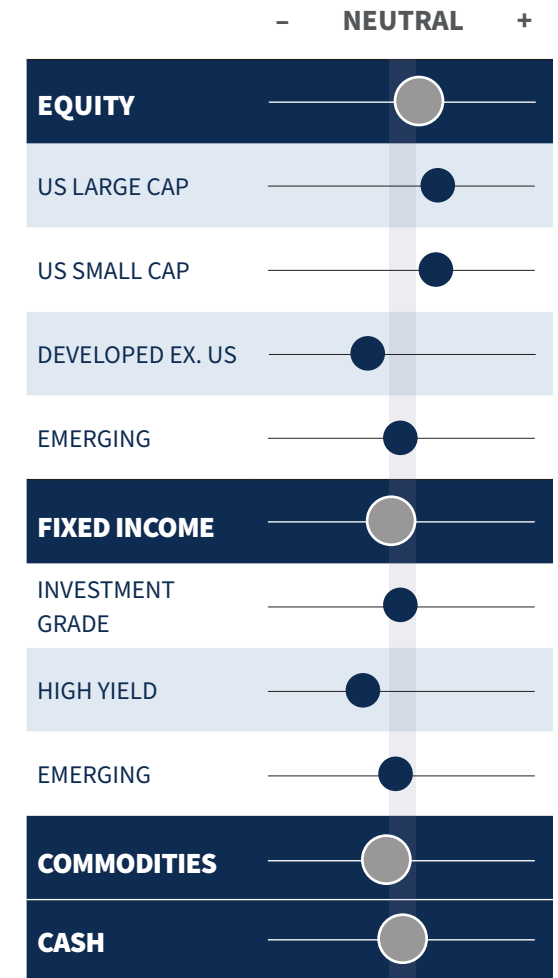 – NEUTRAL +
EQUITY
US LARGE CAP
US SMALL CAP
DEVELOPED EX. US
EMERGING
FIXED INCOME
INVESTMENT
GRADE
HIGH YIELD
EMERGING
COMMODITIES
CASH